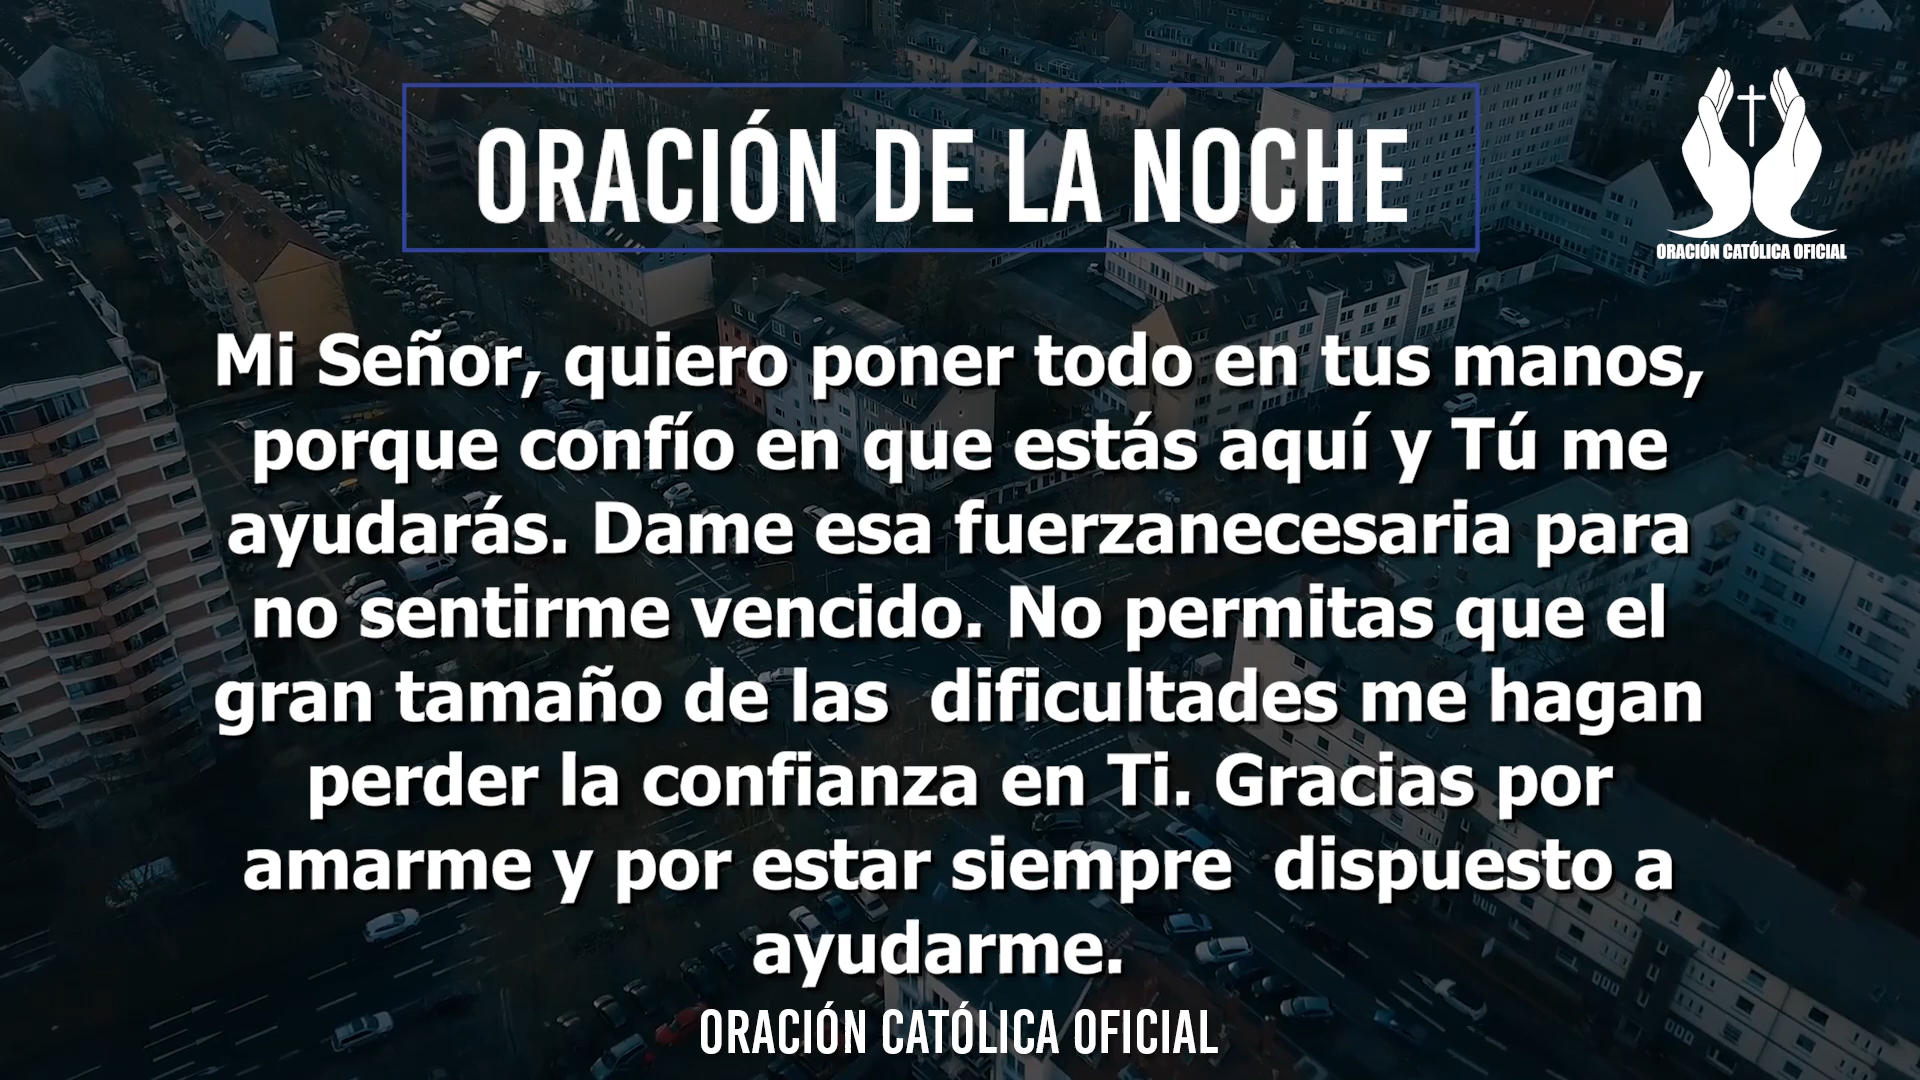 ORACIÓN DE LA NOCHE
ORACIÓN CATÓLICA OFICIAL
Mi Señor, quiero poner todo en tus manos,
porque confío en que estás aquí y Tú me
ayudarás. Dame esa fuerzanecesaria para
no sentirme vencido. No permitas que el
gran tamaño de las  dificultades me hagan
perder la confianza en Ti. Gracias por
amarme y por estar siempre  dispuesto a
ayudarme.
ORACIÓN CATÓLICA OFICIAL